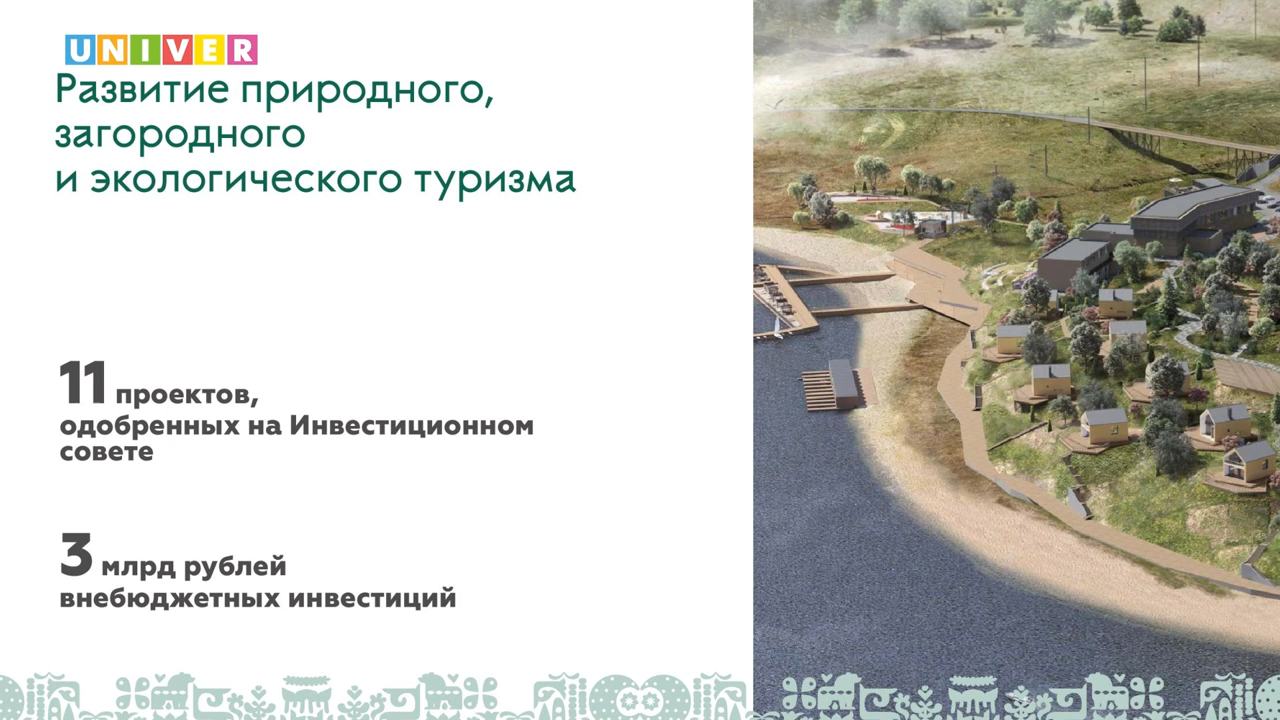 UNIVER
Развитие природного,
загородного
и экологического туризма
11 проектов,
одобренных на Инвестиционном
совете
3 млрд рублей
внебюджетных инвестиций